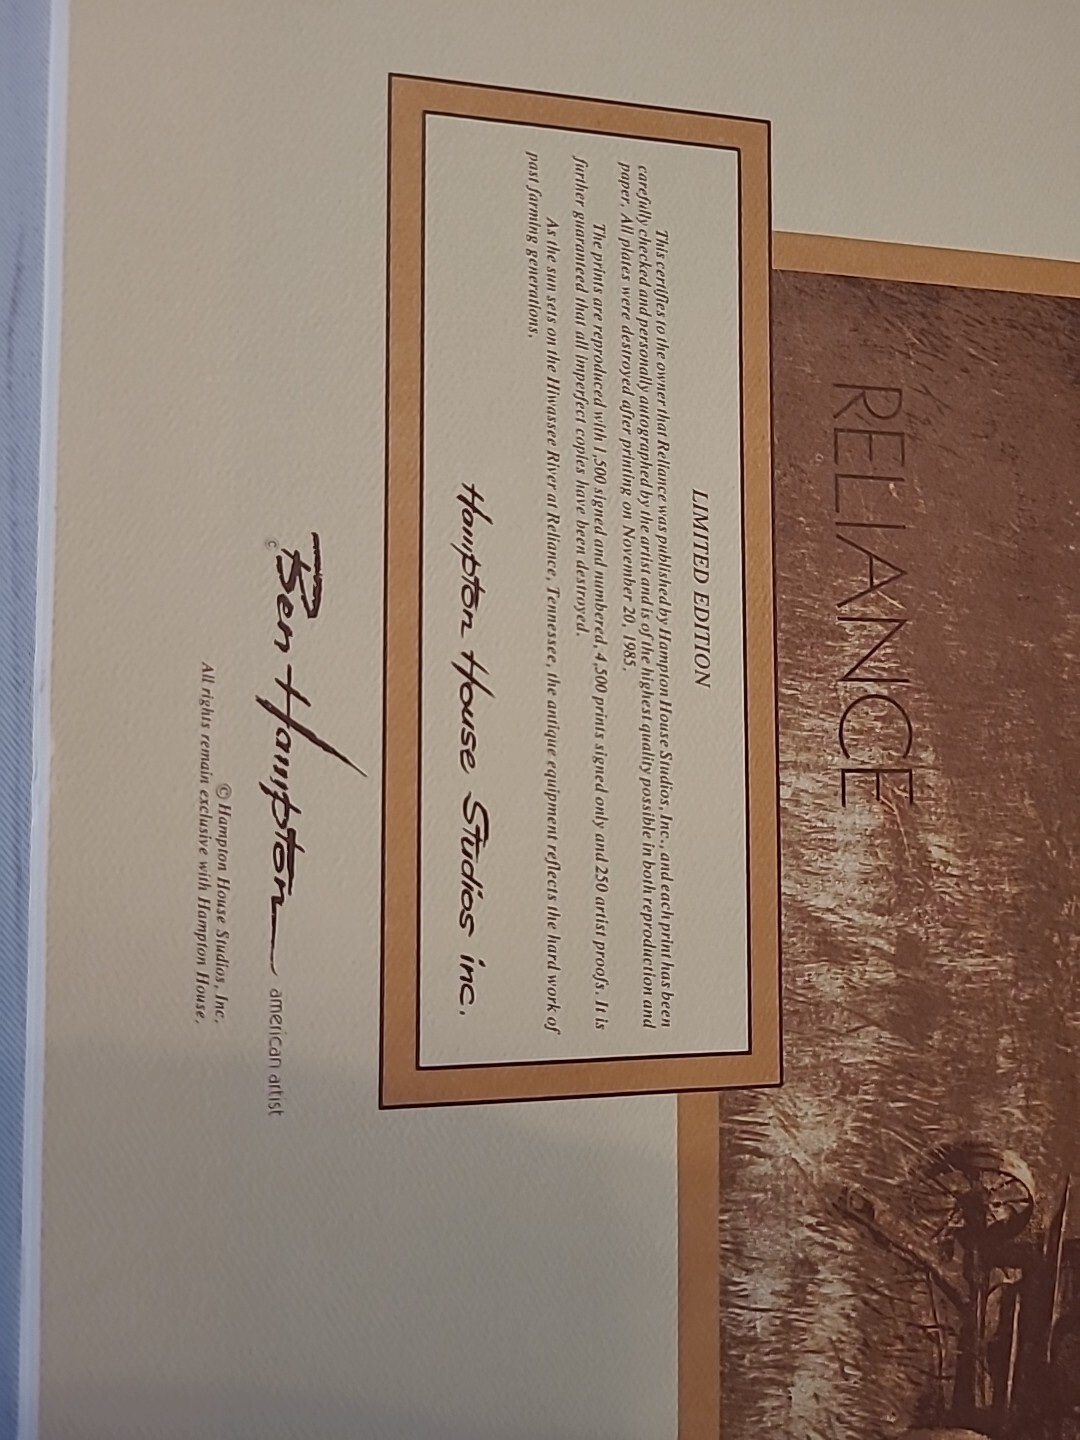 RELIANCE
LIMITED EDITION
This certifies to the owner that Reliance was published by Hampton House Studios, Inc., and each print has been
carefully checked and personally autographed by the artist and is of the highest quality possible in both reproduction and
paper. All plates were destroyed after printing on November 20, 1985.
The prints are reproduced with 1,500 signed and numbered, 4,500 prints signed only and 250 artist proofs. It is
further guaranteed that all imperfect copies have been destroyed.
As the sun sets on the Hiwassee River at Reliance, Tennessee, the antique equipment reflects the hard work of
past farming generations.
Hampton House Studios inc.
© Ben Hampton american artist
© Hampton House Studios, Inc.
All rights remain exclusive with Hampton House.